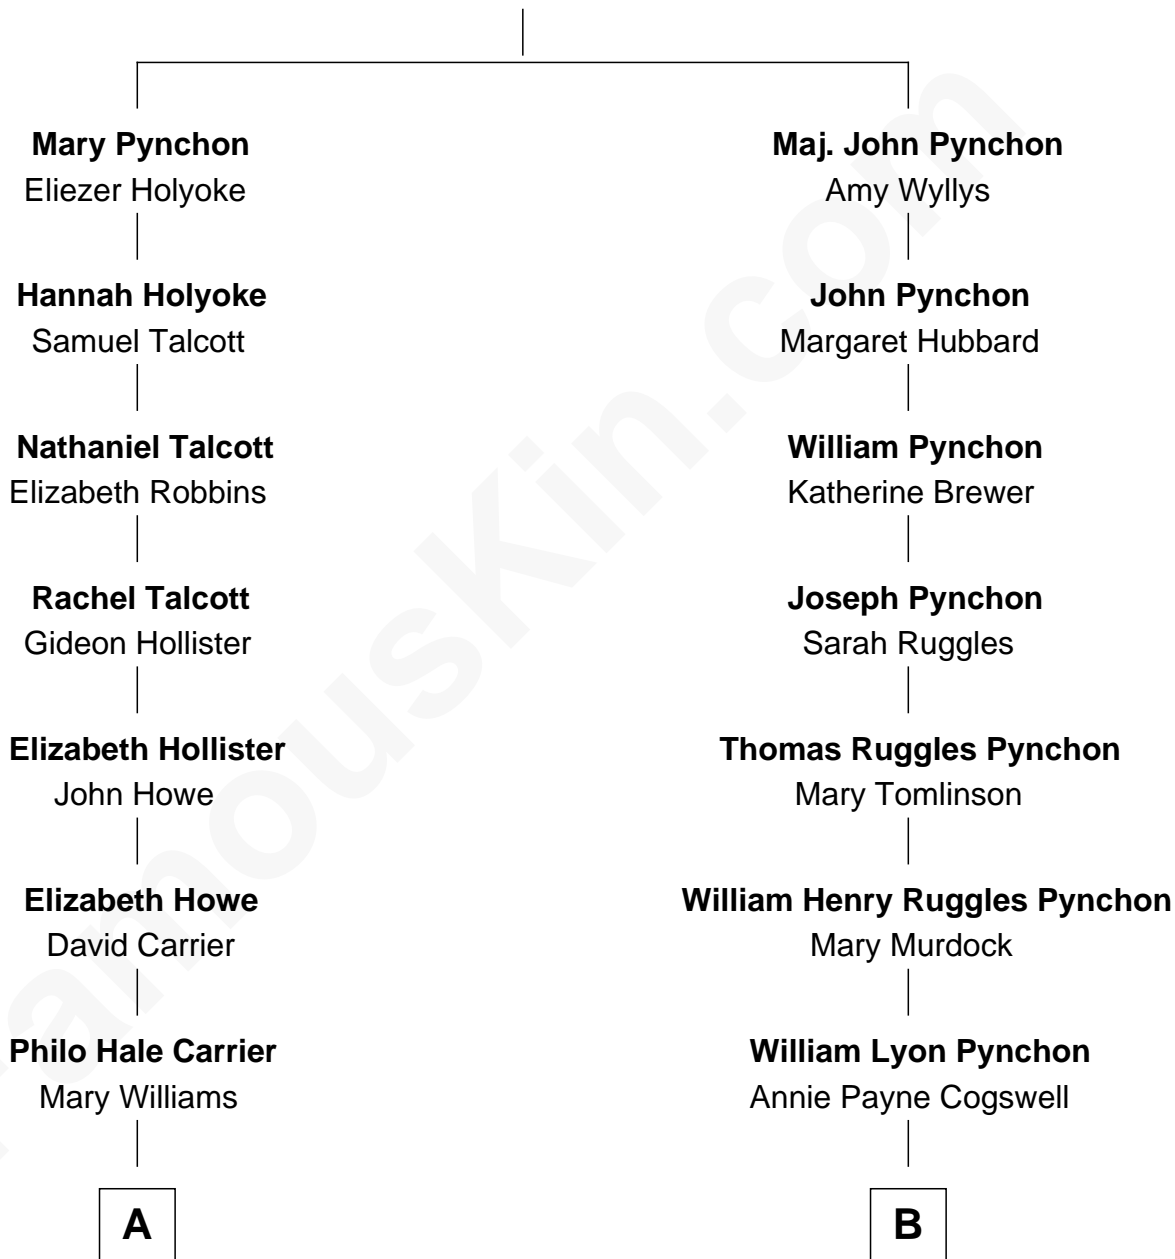 Mary Pynchon
Eliezer Holyoke
Hannah Holyoke
Samuel Talcott
Nathaniel Talcott
Elizabeth Robbins
Rachel Talcott
Gideon Hollister
Elizabeth Hollister
John Howe
Elizabeth Howe
David Carrier
Philo Hale Carrier
Mary Williams
A
Maj. John Pynchon
Amy Wyllys
John Pynchon
Margaret Hubbard
William Pynchon
Katherine Brewer
Joseph Pynchon
Sarah Ruggles
Thomas Ruggles Pynchon
Mary Tomlinson
William Henry Ruggles Pynchon
Mary Murdock
William Lyon Pynchon
Annie Payne Cogswell
B
FamousKin.com